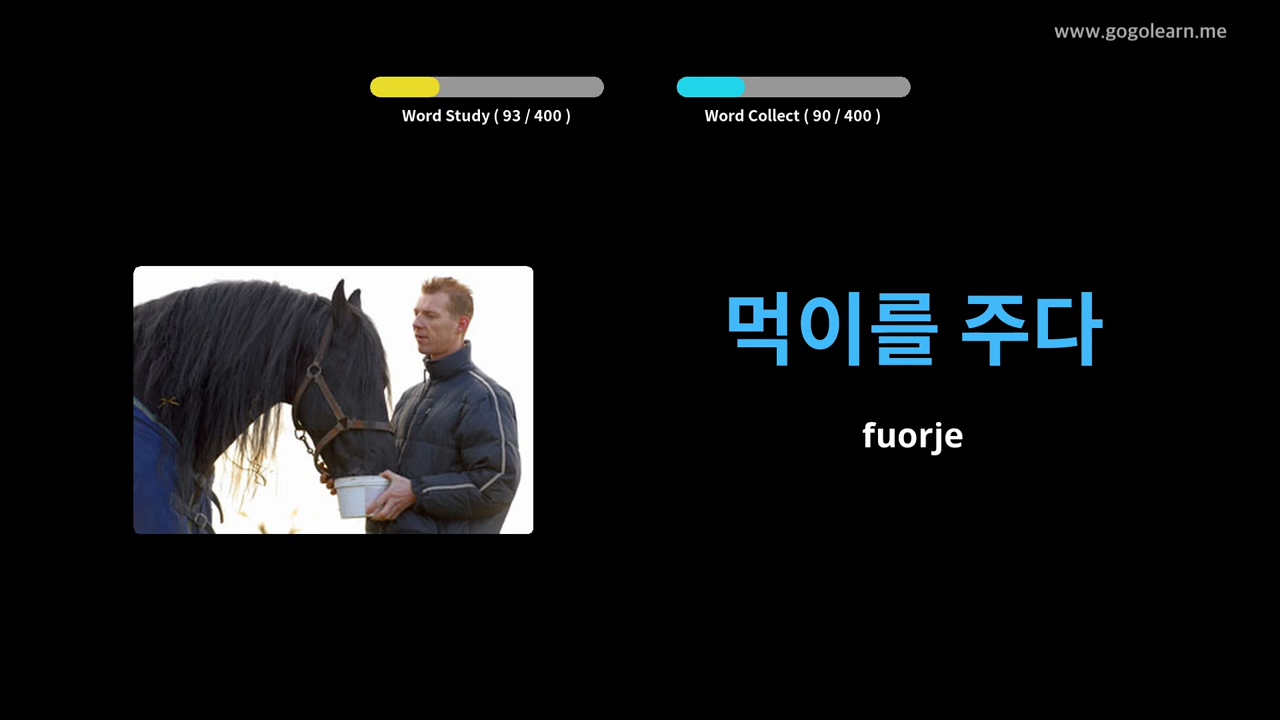 www.gogolearn.me
Word Study ( 93 / 400 )
Word Collect ( 90 / 400 )
먹이를 주다
fuorje